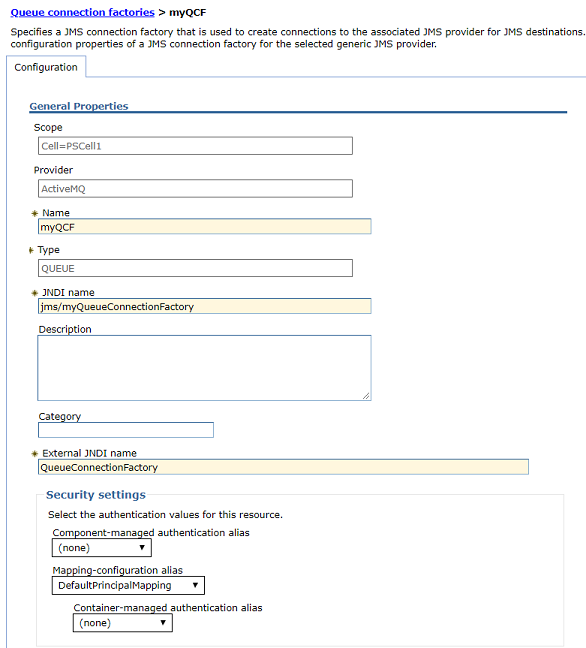 Queue connection factories > myQCF
Specifies a JMS connection factory that is used to create connections to the associated JMS provider for JMS destinations.
configuration properties of a JMS connection factory for the selected generic JMS provider.
Configuration
General Properties
Scope
Cell=PSCell1
Provider
ActiveMQ
Name
myQCF
Type
QUEUE
JNDI name
jms/myQueueConnectionFactory
Description
Category
External JNDI name
QueueConnectionFactory
Security settings
Select the authentication values for this resource.
Component-managed authentication alias
(none)
Mapping-configuration alias
DefaultPrincipalMapping
Container-managed authentication alias
(none)